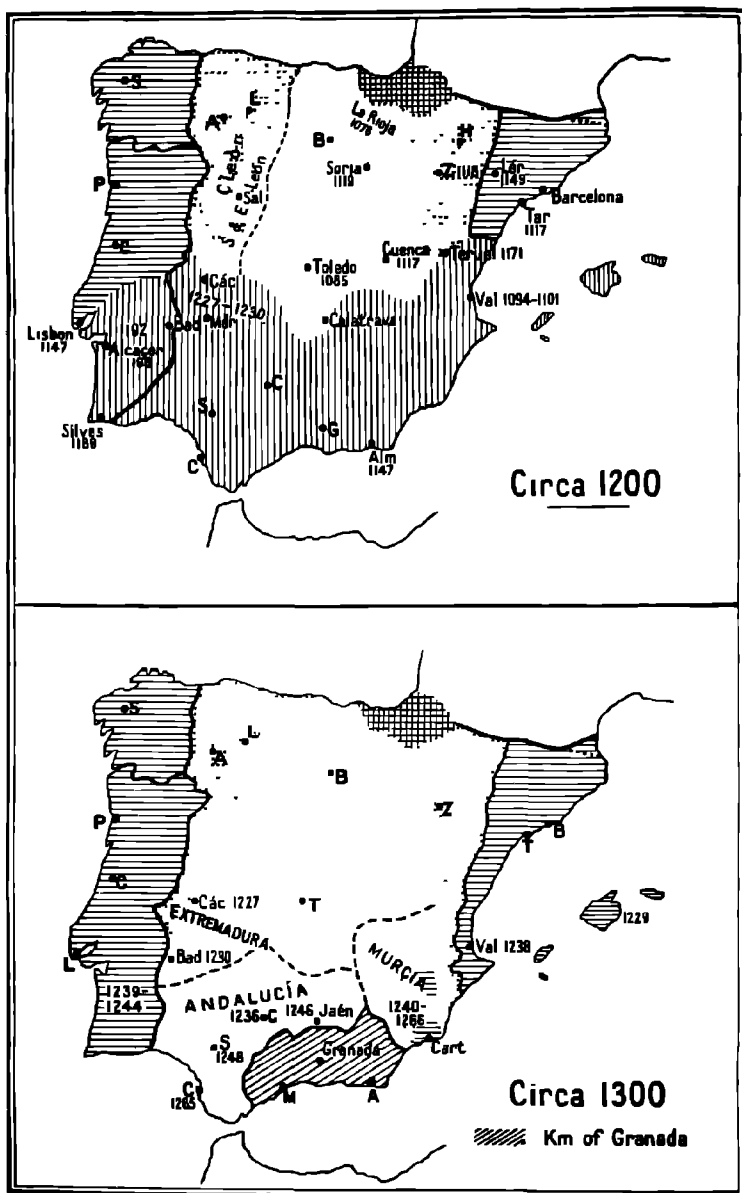 S
La Rioja
1076
B
H
Soria
1119
Z
Lér
1149
Barcelona
Tar
1117
P
Sal
Cuenca
1117
Teruel 1171
Toledo
1085
Các
1227-1230
Val 1094-1101
Bad
Mér
Calatrava
Lisbon
1147
Alcacer
C
S
G
Silves
1189
C
Alm
1147
Circa 1200
S
L
A
B
Z
P
B
T
C
Các 1227
T
1229
EXTREMADURA
Val 1238
Bad 1230
MURCIA
L
1239-
1244
ANDALUCÍA
1236 C
1246 Jaén
1240-
1266
S
1248
Granada
Cart
C
1265
M
A
Circa 1300
Km of Granada